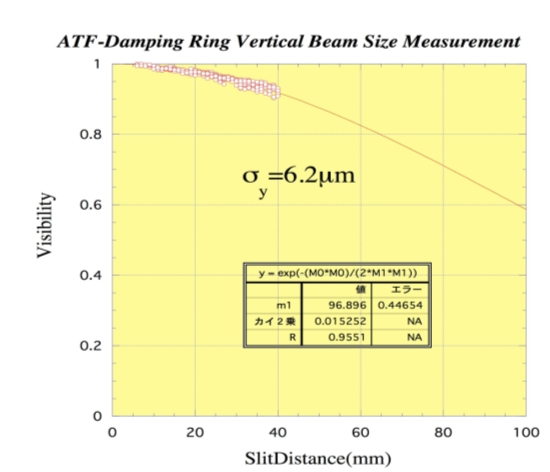 ATF-Damping Ring Vertical Beam Size Measurement
1
0.8
0.6
0.4
0.2
0
Visibility
σy=6.2μm
y = exp(-(M0*M0)/(2*M1*M1))
値 エラー
m1 96.896 0.44654
カイ2乗 0.015252 NA
R 0.9551 NA
0 20 40 60 80 100
SlitDistance(mm)